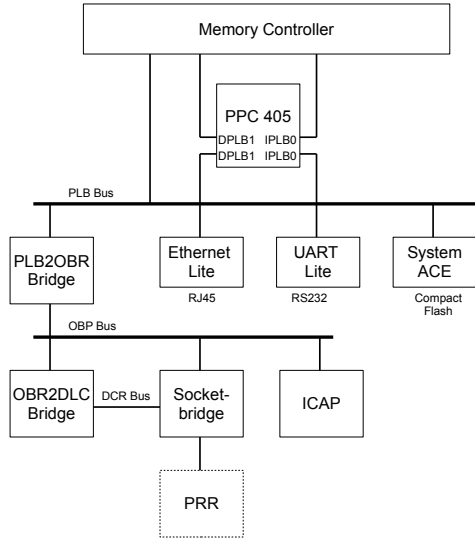 Memory Controller
PPC 405
DPLB1 IPLB0
DPLB1 IPLB0
PLB Bus
PLB2OBR
Bridge
Ethernet
Lite
UART
Lite
System
ACE
RJ45
RS232
Compact
Flash
OBP Bus
OBR2DLC
Bridge
DCR Bus
Socket-
bridge
ICAP
PRR